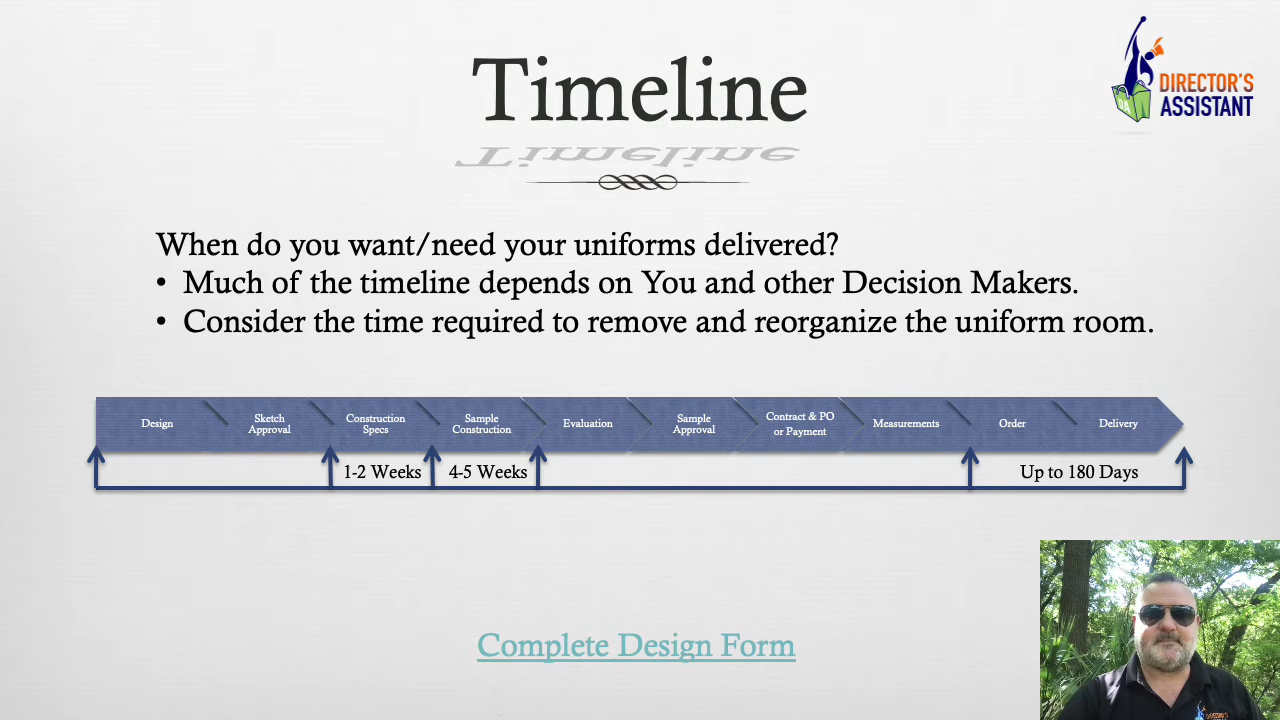 Timeline
DIRECTOR'S
ASSISTANT
When do you want/need your uniforms delivered?
• Much of the timeline depends on You and other Decision Makers.
• Consider the time required to remove and reorganize the uniform room.
Design
Sketch
Approval
Construction
Specs
Sample
Construction
Evaluation
Sample
Approval
Contract & PO
or Payment
Measurements
Order
Delivery
1-2 Weeks
4-5 Weeks
Up to 180 Days
Complete Design Form